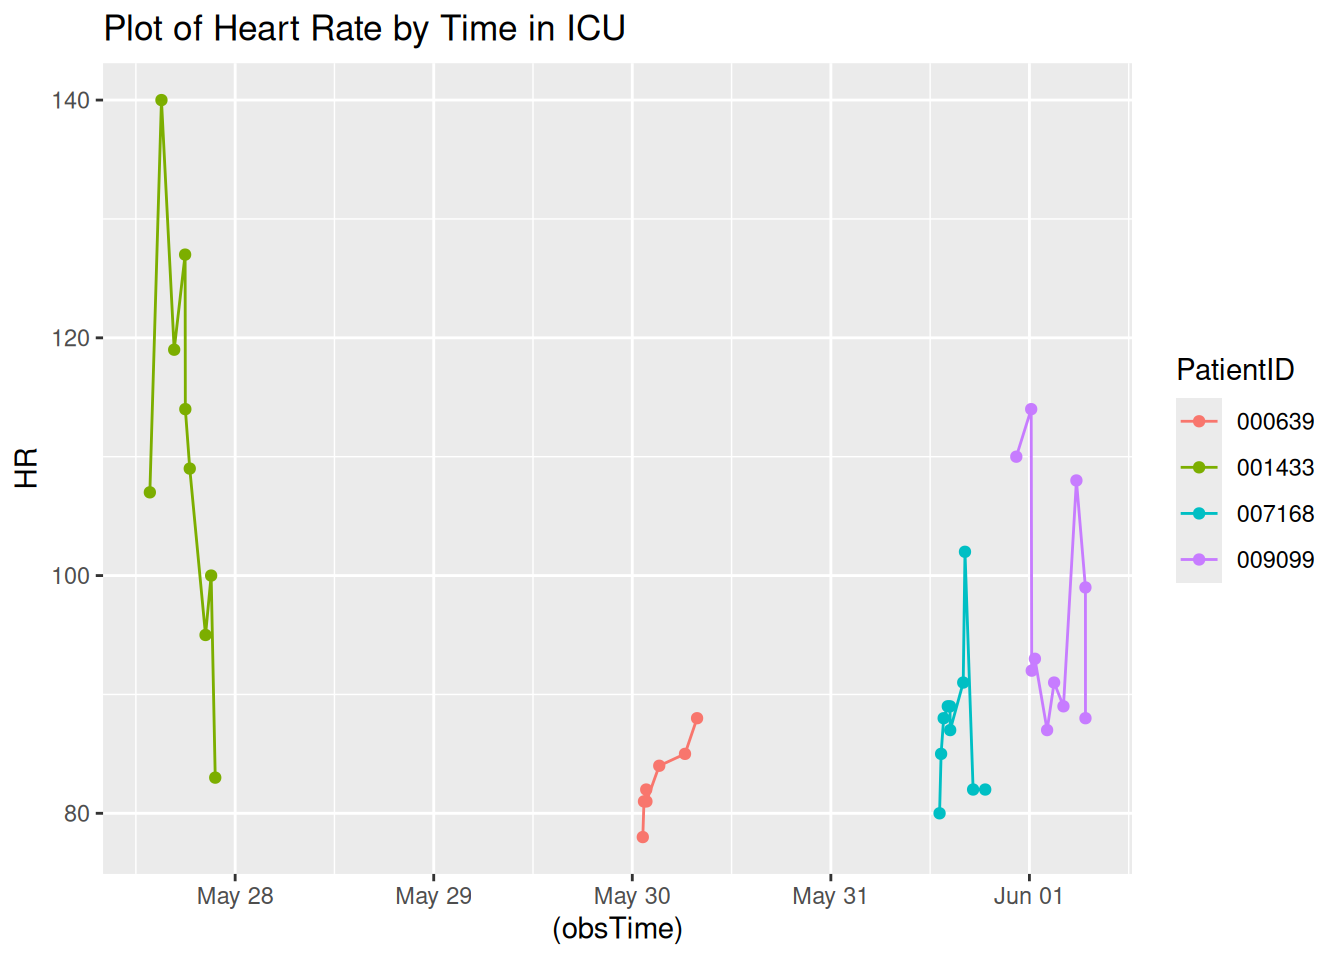 Plot of Heart Rate by Time in ICU
140
120
100
80
HR
May 28
May 29
May 30
May 31
Jun 01
(obsTime)
PatientID
000639
001433
007168
009099